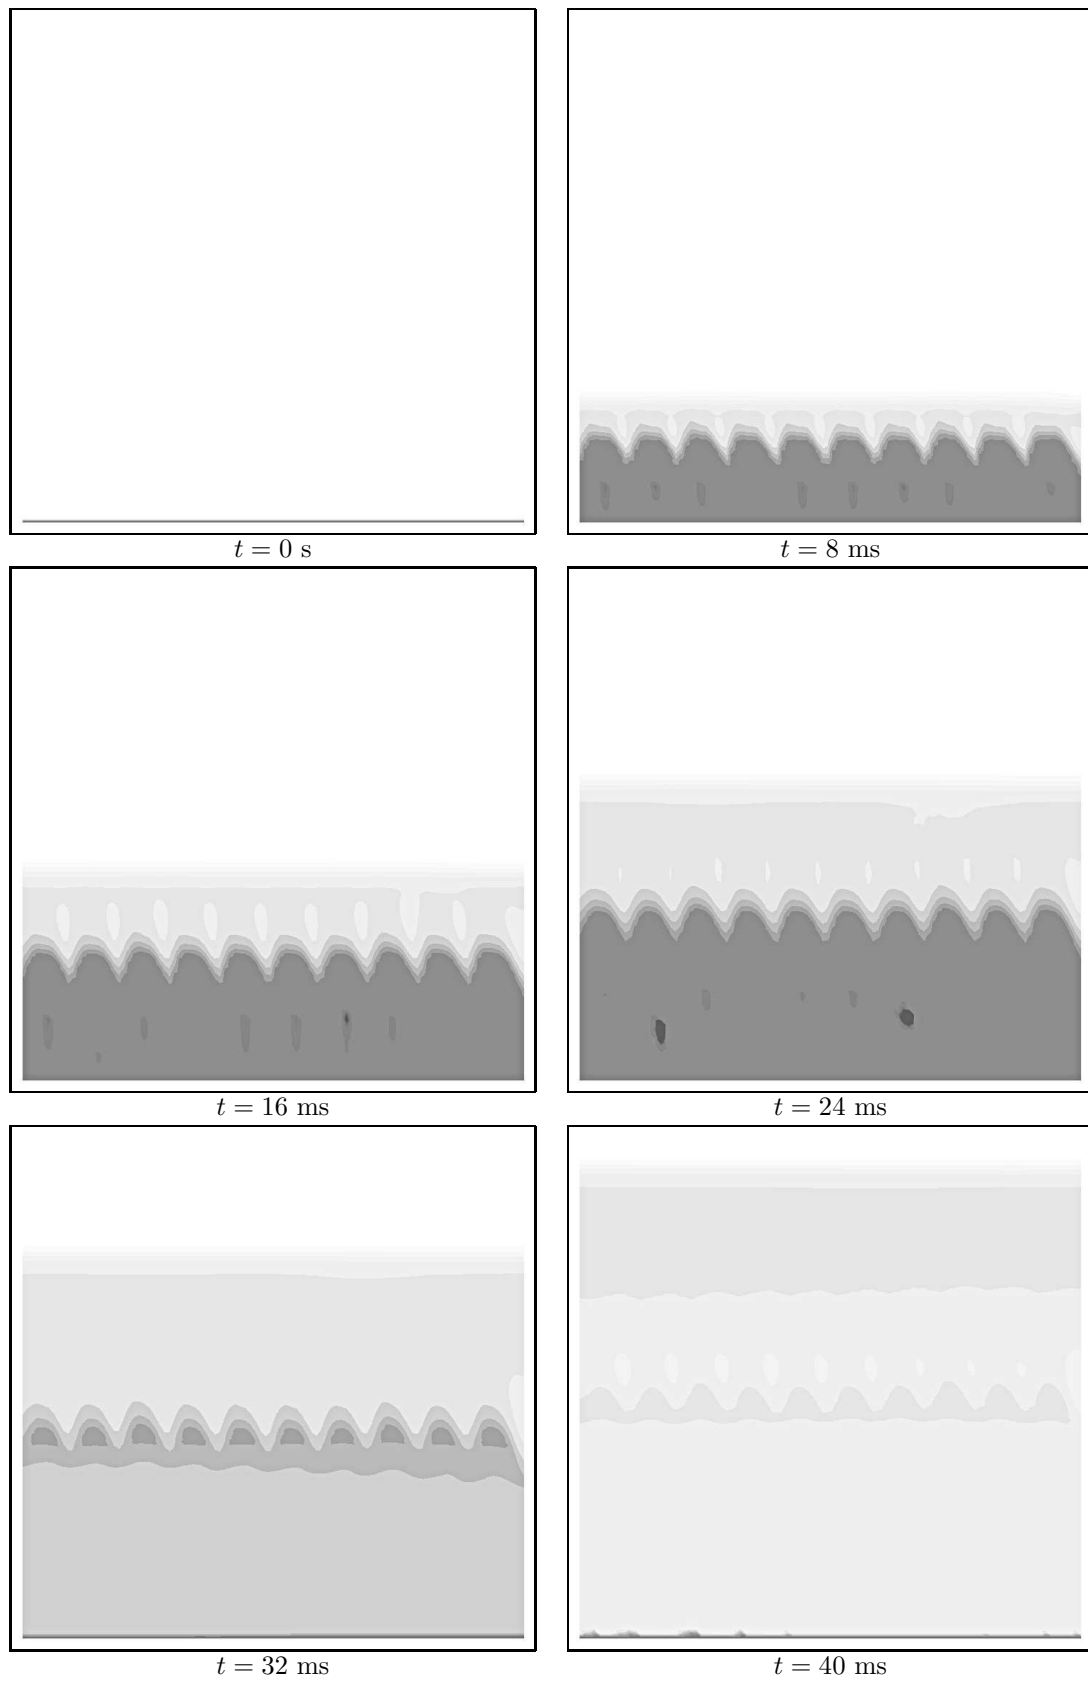 t = 0 s
t = 8 ms
t = 16 ms
t = 24 ms
t = 32 ms
t = 40 ms